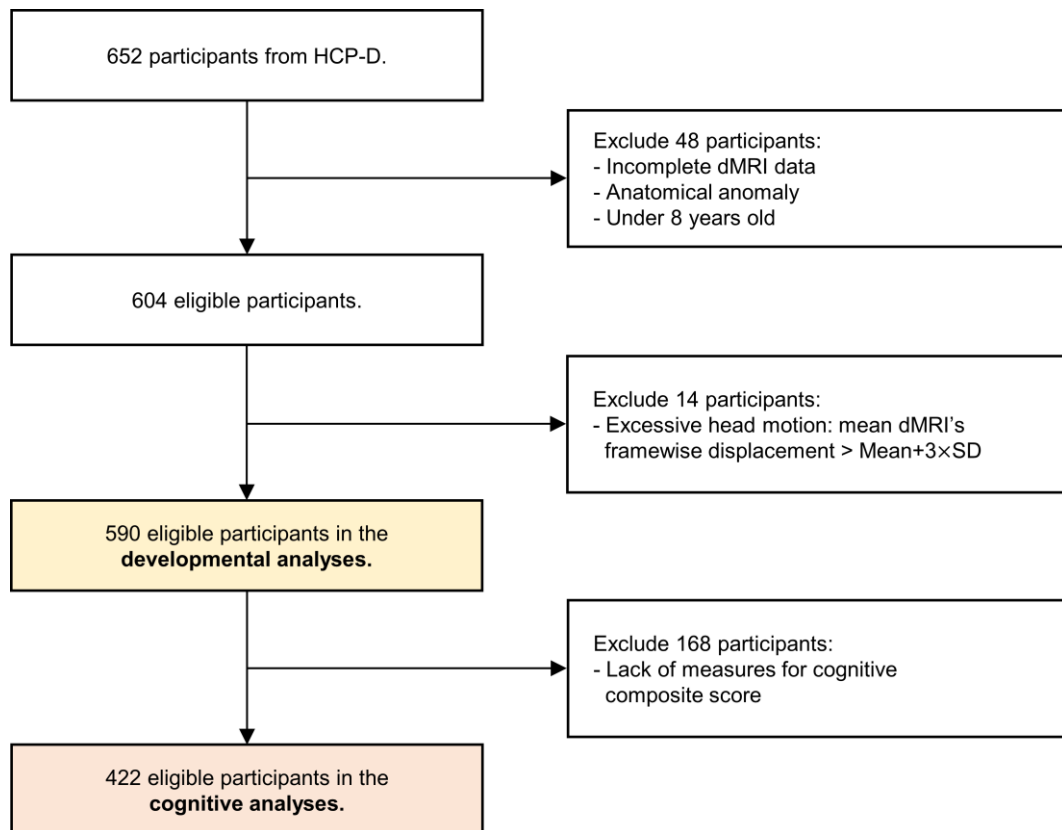 652 participants from HCP-D.
Exclude 48 participants:
- Incomplete dMRI data
- Anatomical anomaly
- Under 8 years old
604 eligible participants.
Exclude 14 participants:
- Excessive head motion: mean dMRI's
framewise displacement > Mean+3×SD
590 eligible participants in the
developmental analyses.
Exclude 168 participants:
- Lack of measures for cognitive
composite score
422 eligible participants in the
cognitive analyses.